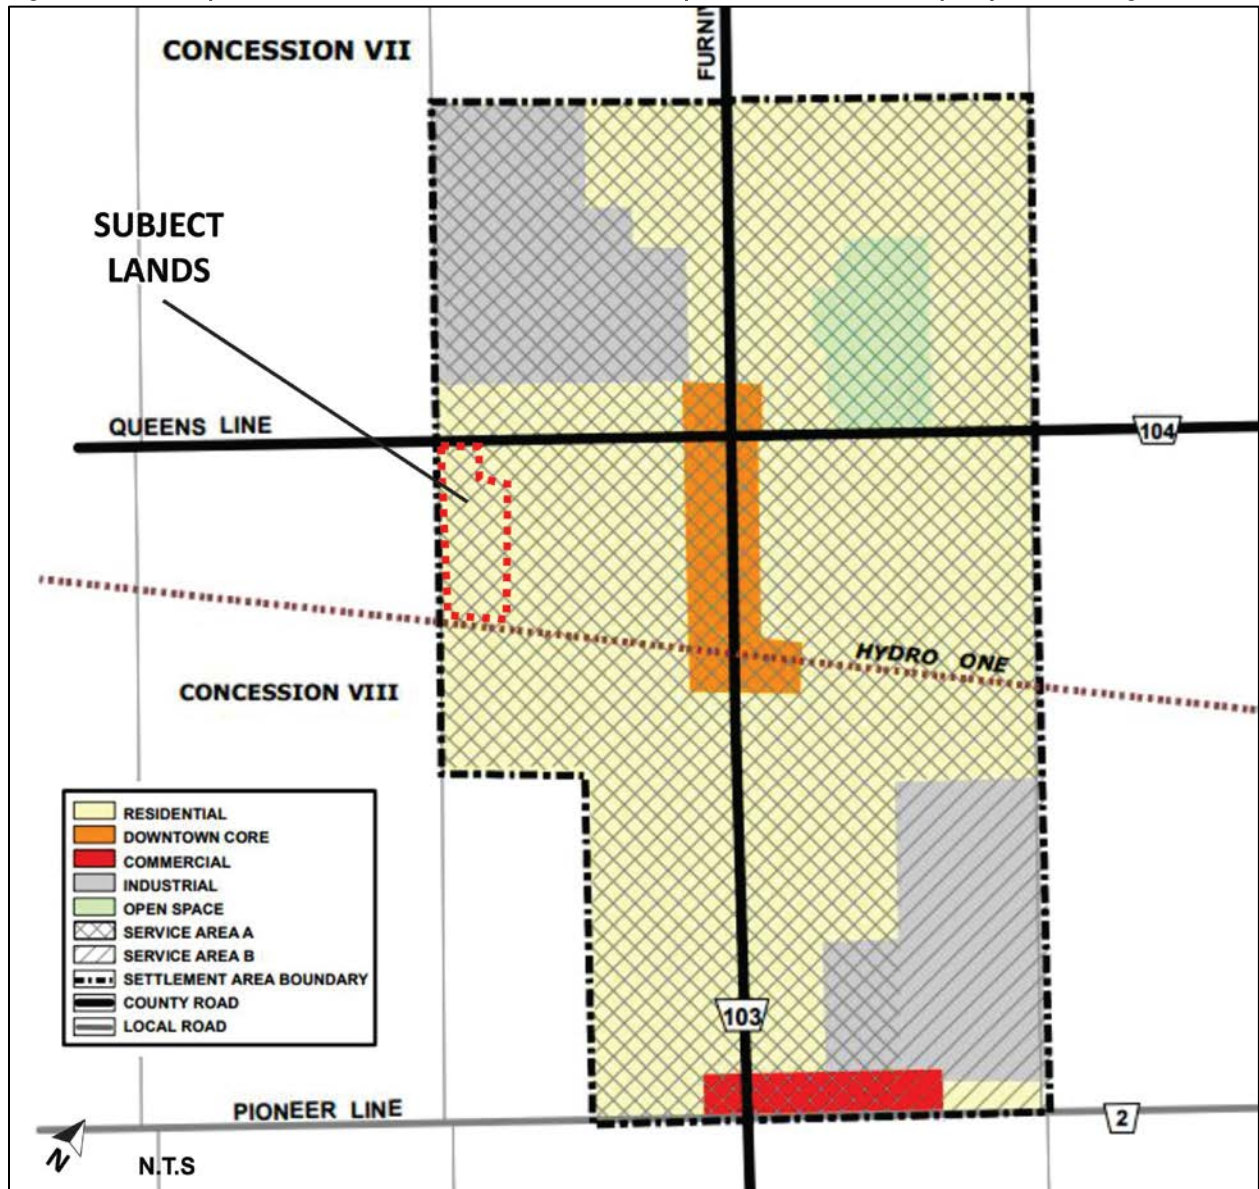 CONCESSION VII
FURNIV
SUBJECT
LANDS
QUEENS LINE
104
HYDRO ONE
CONCESSION VIII
RESIDENTIAL
DOWNTOWN CORE
COMMERCIAL
INDUSTRIAL
OPEN SPACE
SERVICE AREA A
SERVICE AREA B
SETTLEMENT AREA BOUNDARY
COUNTY ROAD
LOCAL ROAD
103
PIONEER LINE
2
N
N.T.S